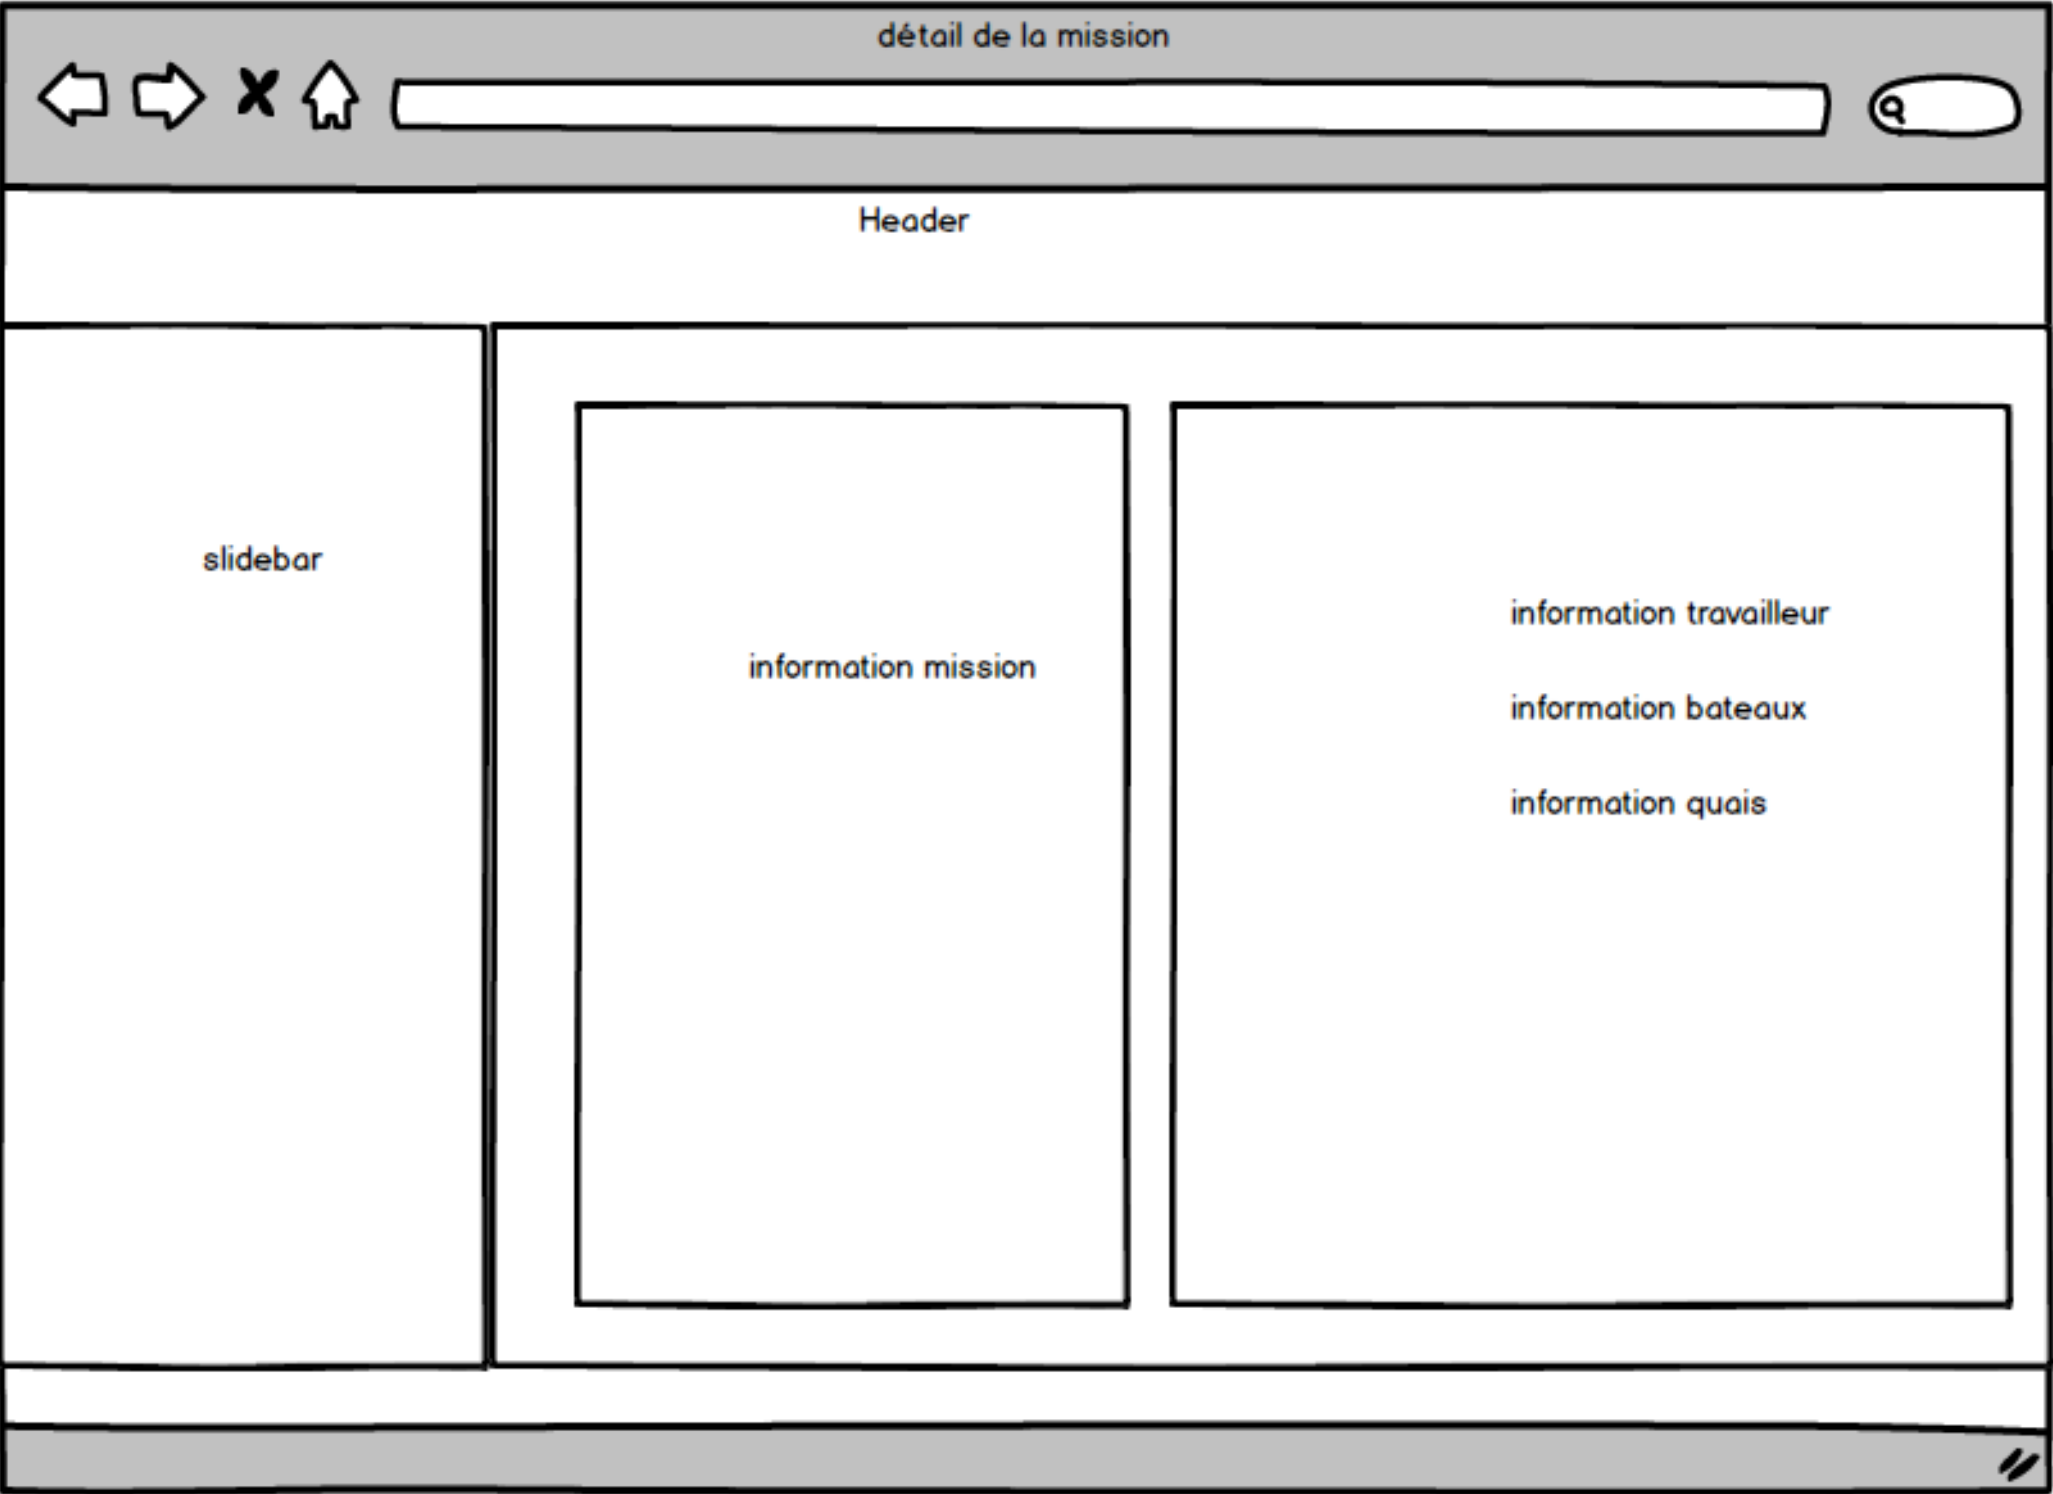 détail de la mission
Header
slidebar
information mission
information travailleur
information bateaux
information quais